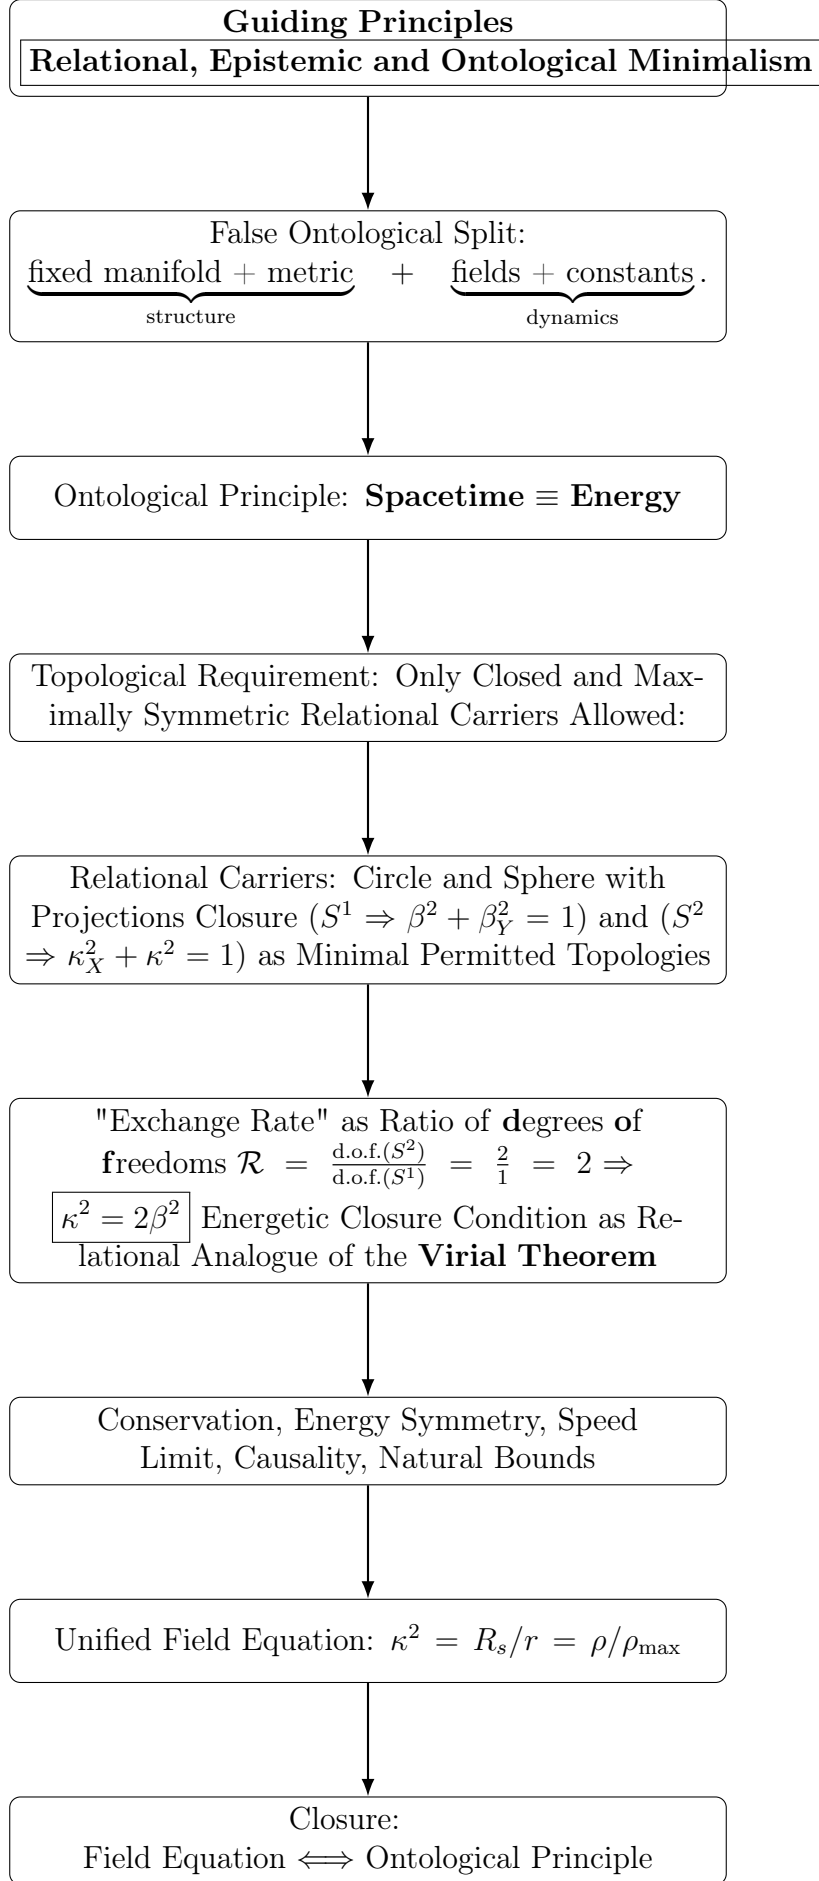 Guiding Principles
Relational, Epistemic and Ontological Minimalism
False Ontological Split:
fixed manifold + metric + fields + constants.
structure dynamics
Ontological Principle: Spacetime ≡ Energy
Topological Requirement: Only Closed and Max-
imally Symmetric Relational Carriers Allowed:
Relational Carriers: Circle and Sphere with
Projections Closure (S¹ ⇒ β² + β_Y² = 1) and (S²
⇒ κ_X² + κ² = 1) as Minimal Permitted Topologies
"Exchange Rate" as Ratio of degrees of
freedoms ℛ = d.o.f.(S²)/d.o.f.(S¹) = 2/1 = 2 ⇒
κ² = 2β² Energetic Closure Condition as Re-
lational Analogue of the Virial Theorem
Conservation, Energy Symmetry, Speed
Limit, Causality, Natural Bounds
Unified Field Equation: κ² = R_s/r = ρ/ρ_max
Closure:
Field Equation ⟺ Ontological Principle